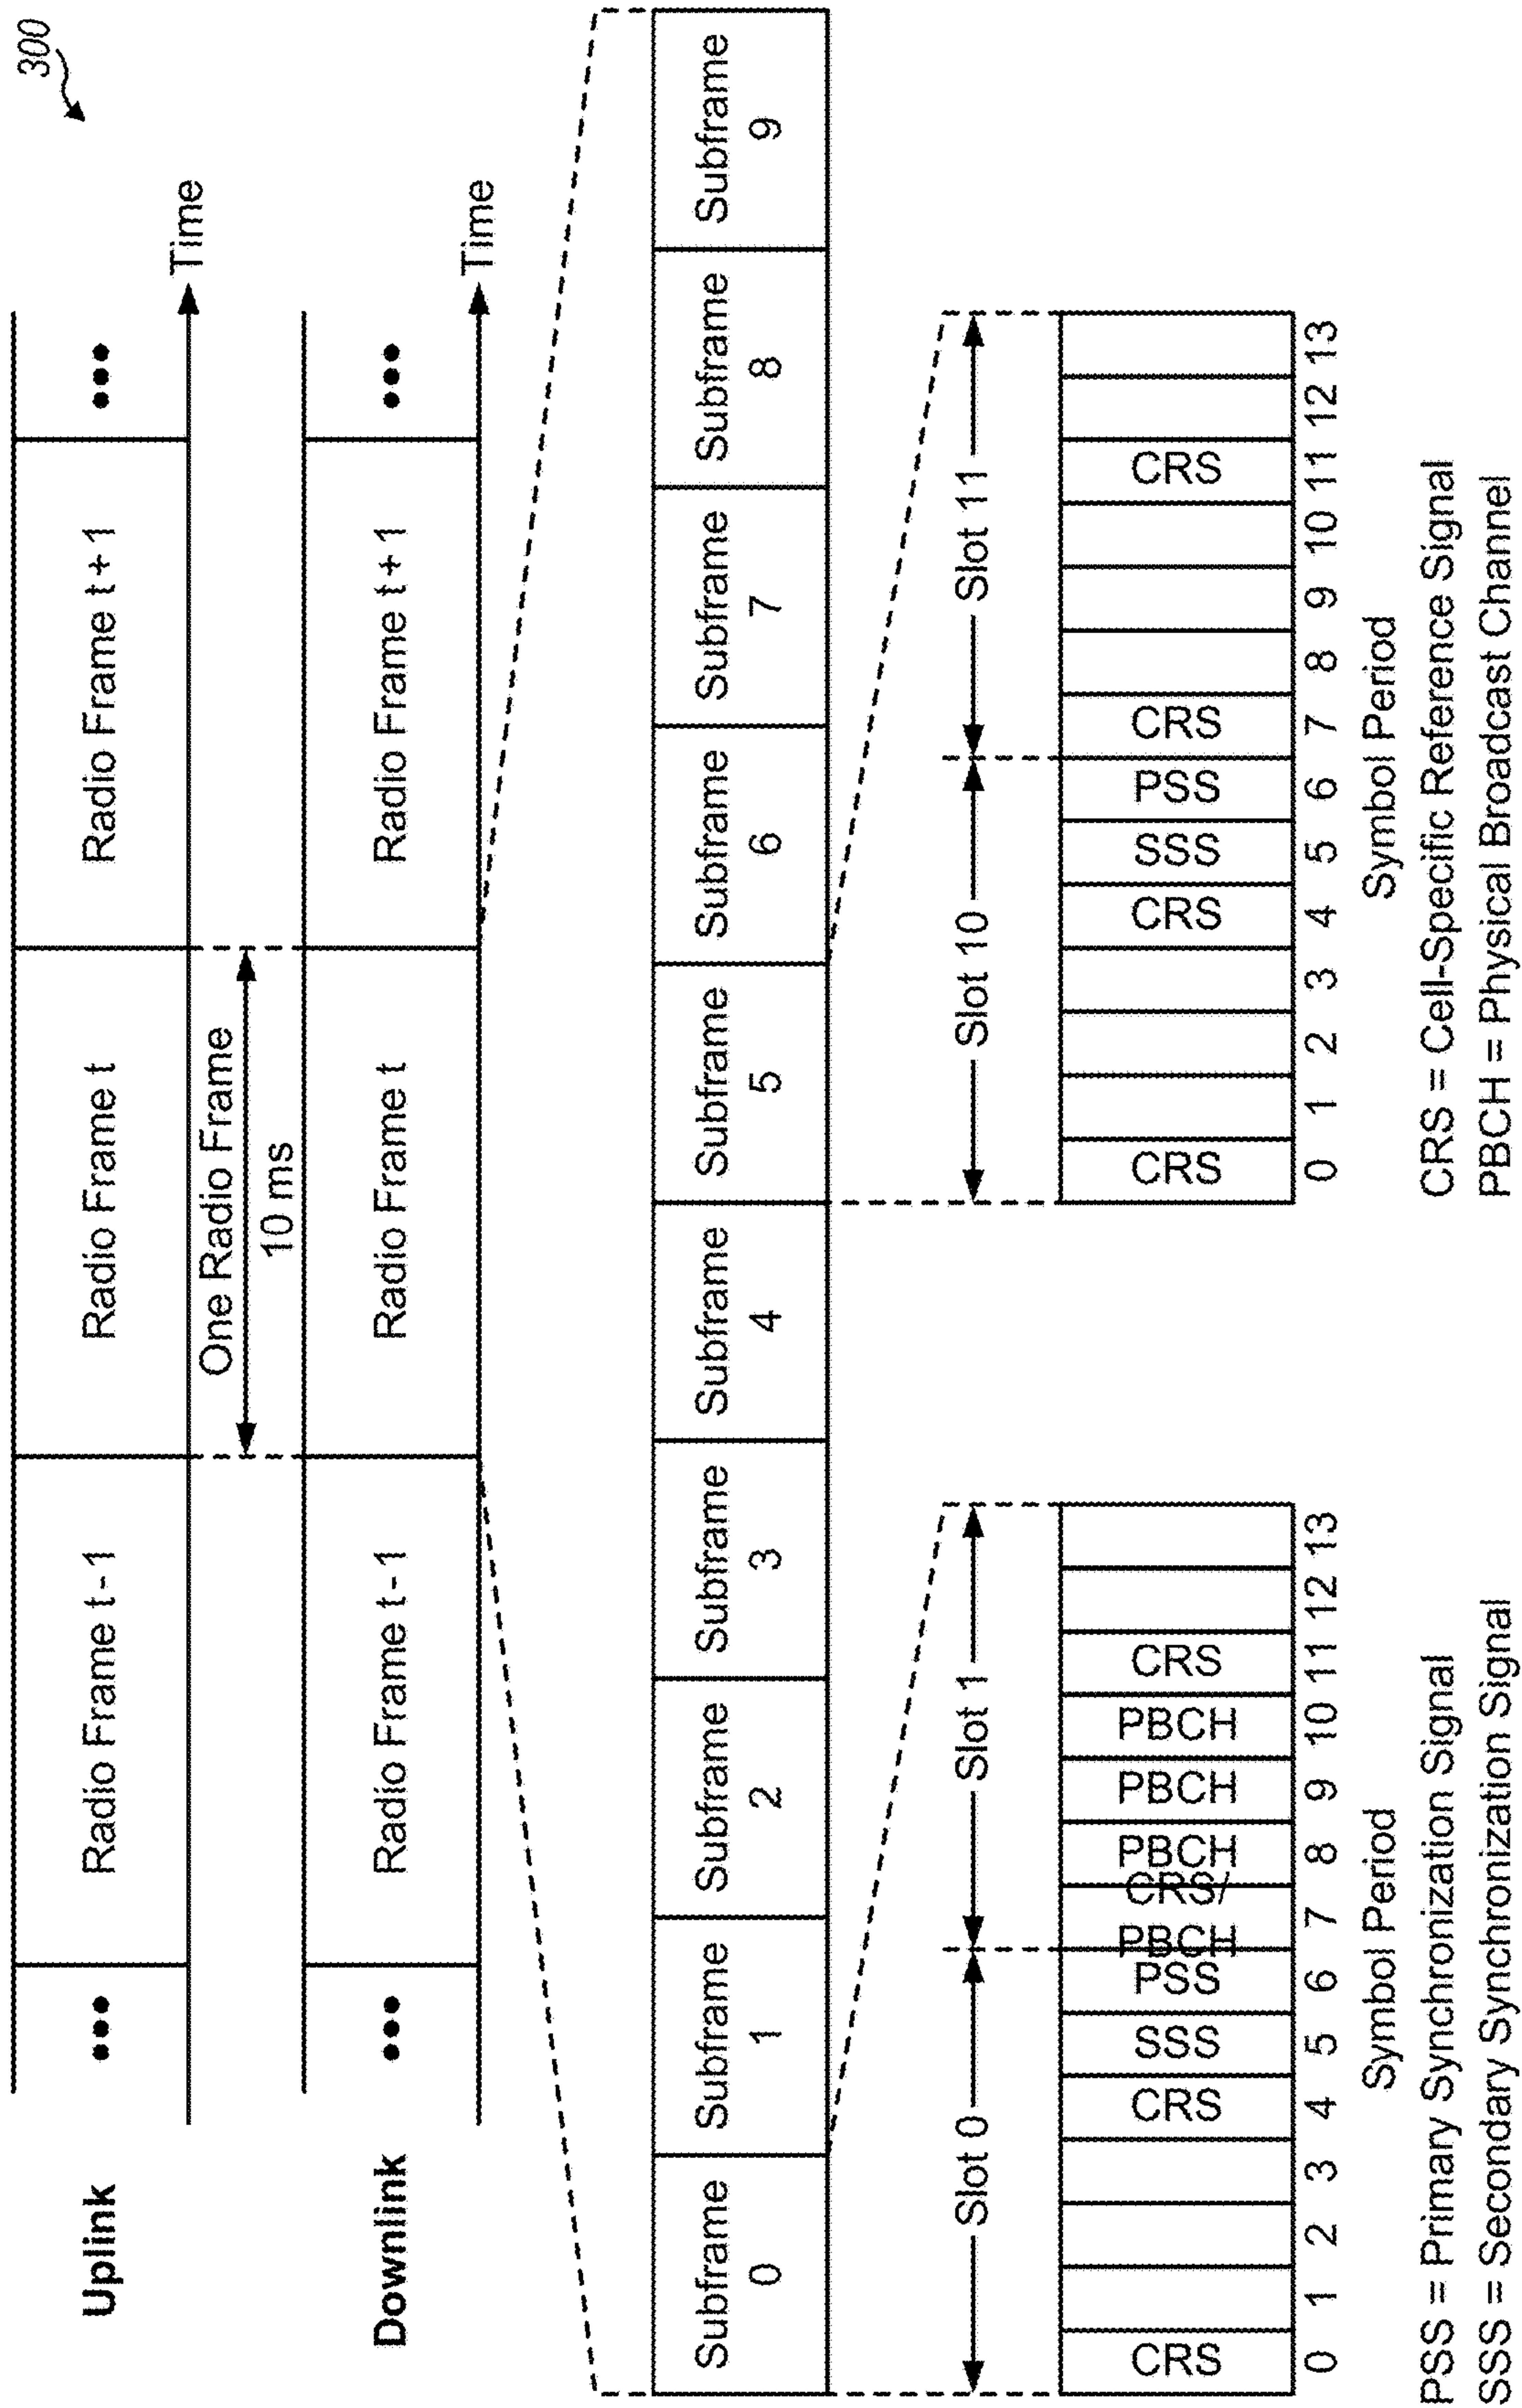 300
Uplink
•••
Radio Frame t-1
Radio Frame t
Radio Frame t+1
•••
Time
One Radio Frame
10 ms
Downlink
•••
Radio Frame t-1
Radio Frame t
Radio Frame t+1
•••
Time
Subframe 0
Subframe 1
Subframe 2
Subframe 3
Subframe 4
Subframe 5
Subframe 6
Subframe 7
Subframe 8
Subframe 9
Slot 0
Slot 1
CRS
CRS
SSS
PSS
CRS/
PBCH
PBCH
PBCH
PBCH
CRS
0 1 2 3 4 5 6 7 8 9 10 11 12 13
Symbol Period
Slot 10
Slot 11
CRS
CRS
SSS
PSS
CRS
CRS
0 1 2 3 4 5 6 7 8 9 10 11 12 13
Symbol Period
PSS = Primary Synchronization Signal
SSS = Secondary Synchronization Signal
CRS = Cell-Specific Reference Signal
PBCH = Physical Broadcast Channel